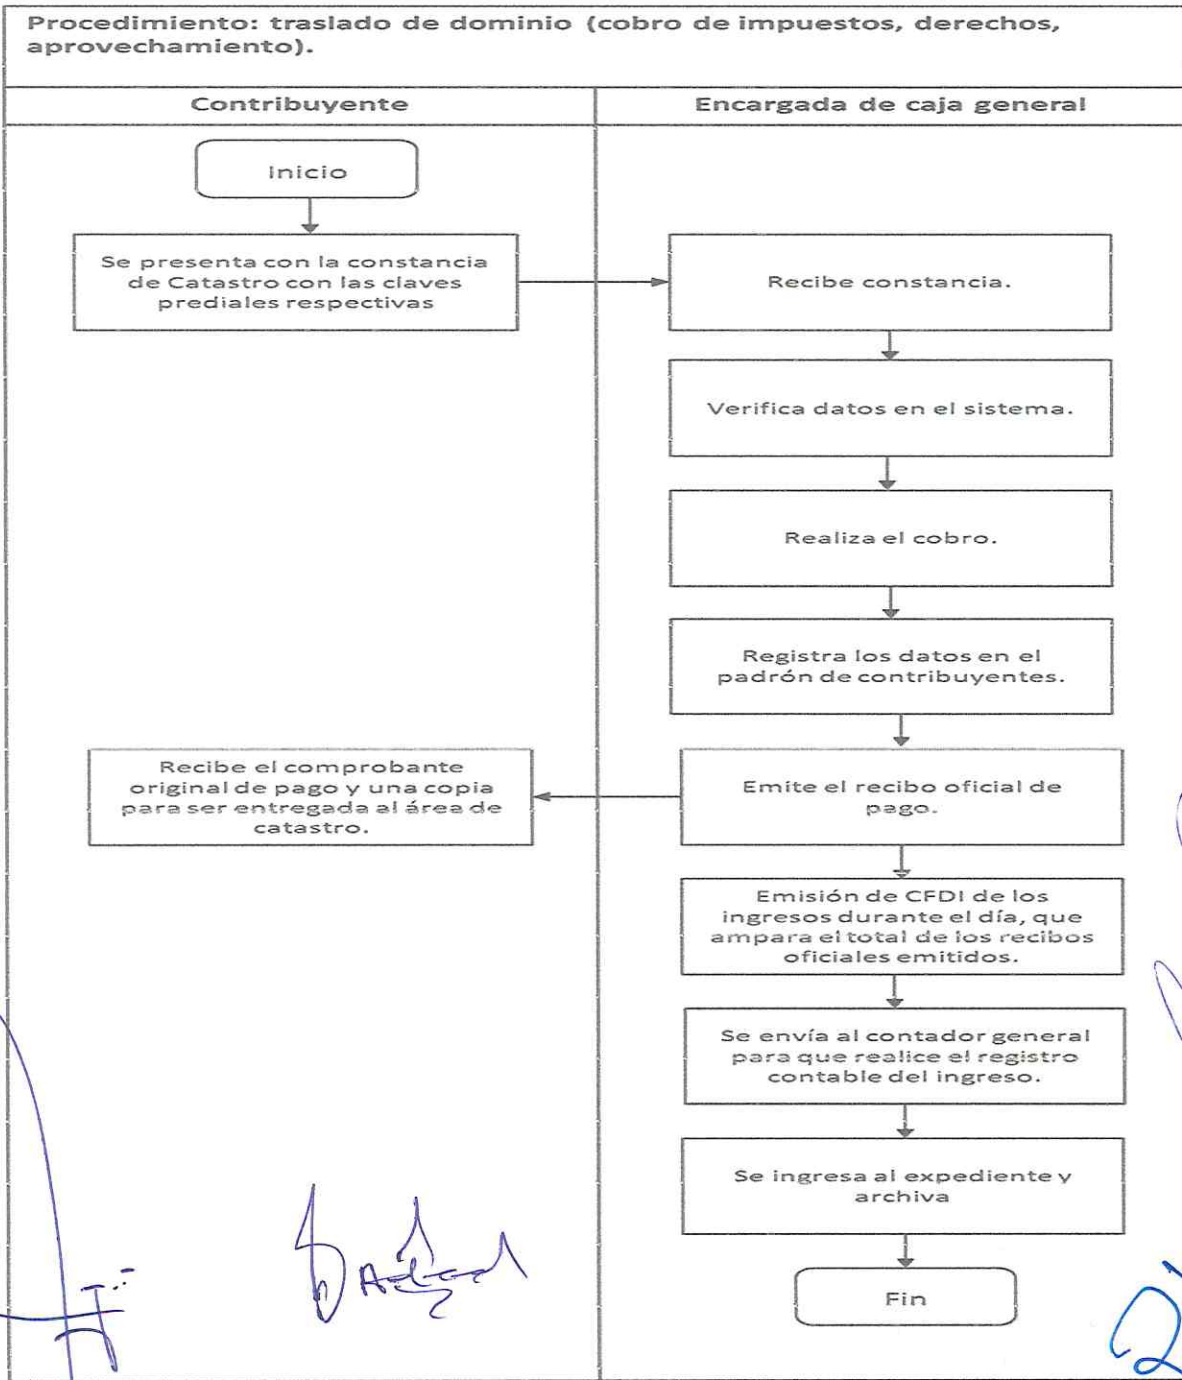 Procedimiento: traslado de dominio (cobro de impuestos, derechos,
aprovechamiento).
Contribuyente
Encargada de caja general
Inicio
Se presenta con la constancia
de Catastro con las claves
prediales respectivas
Recibe constancia.
Verifica datos en el sistema.
Realiza el cobro.
Registra los datos en el
padrón de contribuyentes.
Emite el recibo oficial de
pago.
Recibe el comprobante
original de pago y una copia
para ser entregada al área de
catastro.
Emisión de CFDI de los
ingresos durante el día, que
ampara el total de los recibos
oficiales emitidos.
Se envía al contador general
para que realice el registro
contable del ingreso.
Se ingresa al expediente y
archiva
Fin